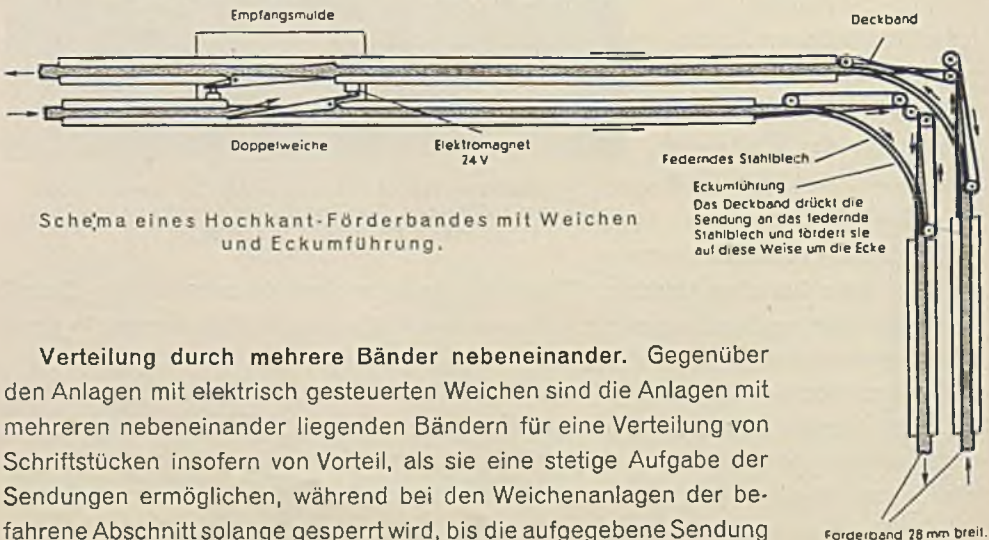 Empfangsmulde
Deckband
Doppelweiche
Elektromagnet
24 V
Federndes Stahlblech
Eckumführung
Das Deckband drückt die
Sendung an das federnde
Stahlblech und fördert sie
auf diese Weise um die Ecke
Schema eines Hochkant-Förderbandes mit Weichen
und Eckumführung.
Verteilung durch mehrere Bänder nebeneinander. Gegenüber
den Anlagen mit elektrisch gesteuerten Weichen sind die Anlagen mit
mehreren nebeneinander liegenden Bändern für eine Verteilung von
Schriftstücken insofern von Vorteil, als sie eine stetige Aufgabe der
Sendungen ermöglichen, während bei den Weichenanlagen der be-
fahrene Abschnitt solange gesperrt wird, bis die aufgegebene Sendung
Förderband 28 mm breit.